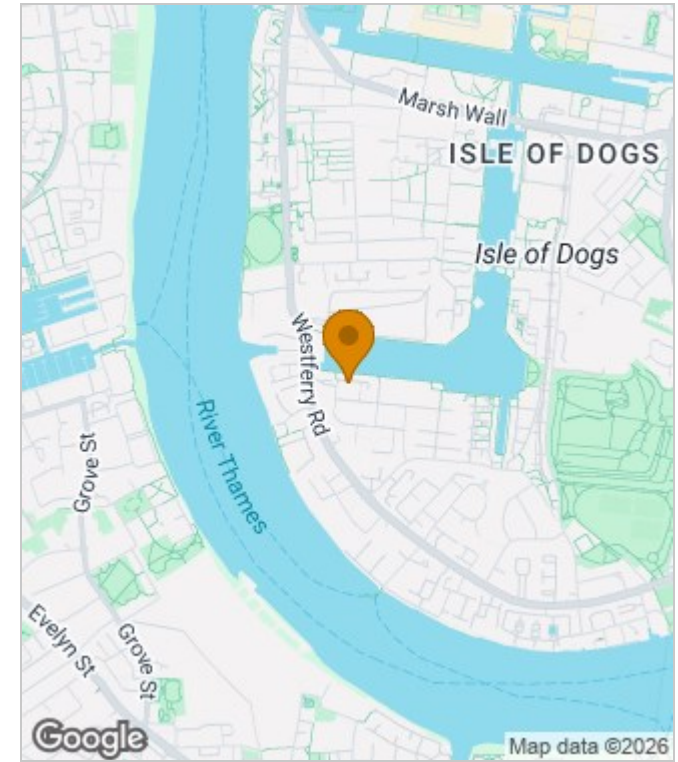 Marsh Wall
ISLE OF DOGS
Isle of Dogs
Westferry Rd
River Thames
Grove St
Evelyn St
Grove St
Google
Map data ©2026